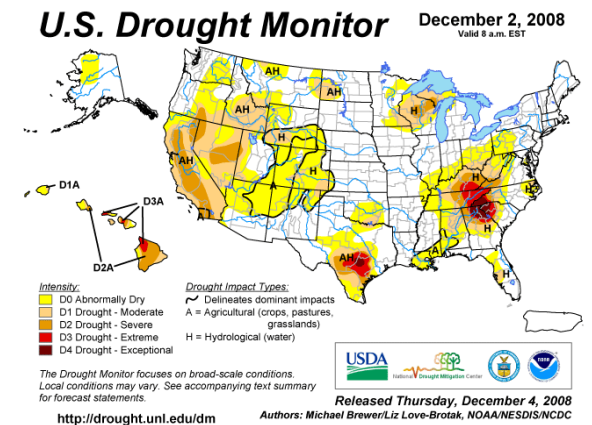 U.S. Drought Monitor
December 2, 2008
Valid 8 a.m. EST
AH
AH
AH
H
H
AH
A
H
H
H
A
AH
A
H
D1A
D3A
D2A
Intensity:
D0 Abnormally Dry
D1 Drought - Moderate
D2 Drought - Severe
D3 Drought - Extreme
D4 Drought - Exceptional
Drought Impact Types:
Delineates dominant impacts
A = Agricultural (crops, pastures,
grasslands)
H = Hydrological (water)
The Drought Monitor focuses on broad-scale conditions.
Local conditions may vary. See accompanying text summary
for forecast statements.
http://drought.unl.edu/dm
USDA
National Drought Mitigation Center
Released Thursday, December 4, 2008
Authors: Michael Brewer/Liz Love-Brotak, NOAA/NESDIS/NCDC